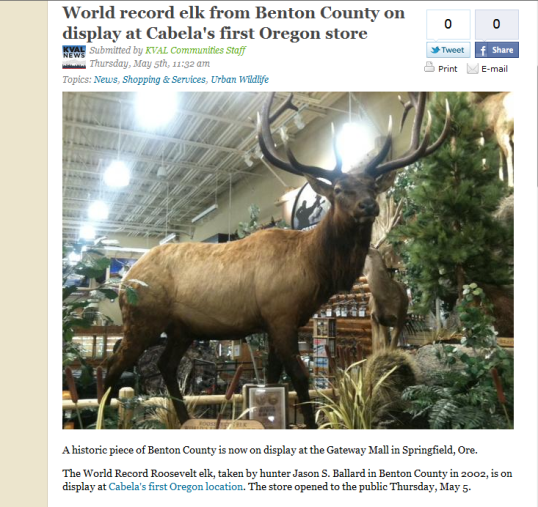 World record elk from Benton County on
display at Cabela's first Oregon store
KVAL
NEWS
Submitted by KVAL Communities Staff
Thursday, May 5th, 11:32 am
Topics: News, Shopping & Services, Urban Wildlife
0
0
Tweet
Share
Print
E-mail
ROOSEVELT ELK
A historic piece of Benton County is now on display at the Gateway Mall in Springfield, Ore.
The World Record Roosevelt elk, taken by hunter Jason S. Ballard in Benton County in 2002, is on
display at Cabela's first Oregon location. The store opened to the public Thursday, May 5.